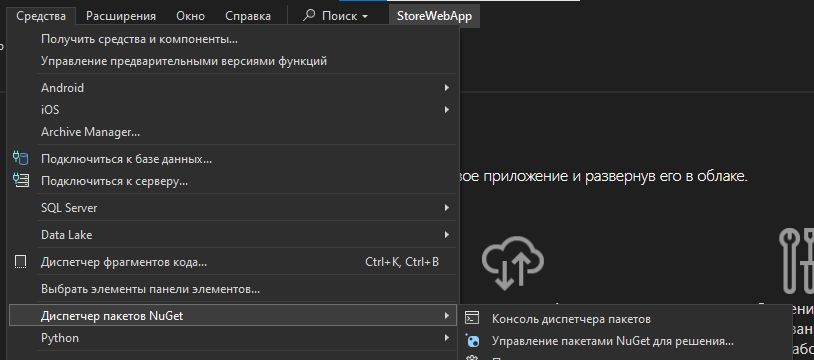 Средства Расширения Окно Справка Поиск StoreWebApp
Получить средства и компоненты...
Управление предварительными версиями функций
Android
iOS
Archive Manager...
Подключиться к базе данных...
Подключиться к серверу...
приложение и развернув его в облаке.
SQL Server
Data Lake
Диспетчер фрагментов кода... Ctrl+K, Ctrl+B
Выбрать элементы панели элементов...
Диспетчер пакетов NuGet
Консоль диспетчера пакетов
Python
Управление пакетами NuGet для решения...